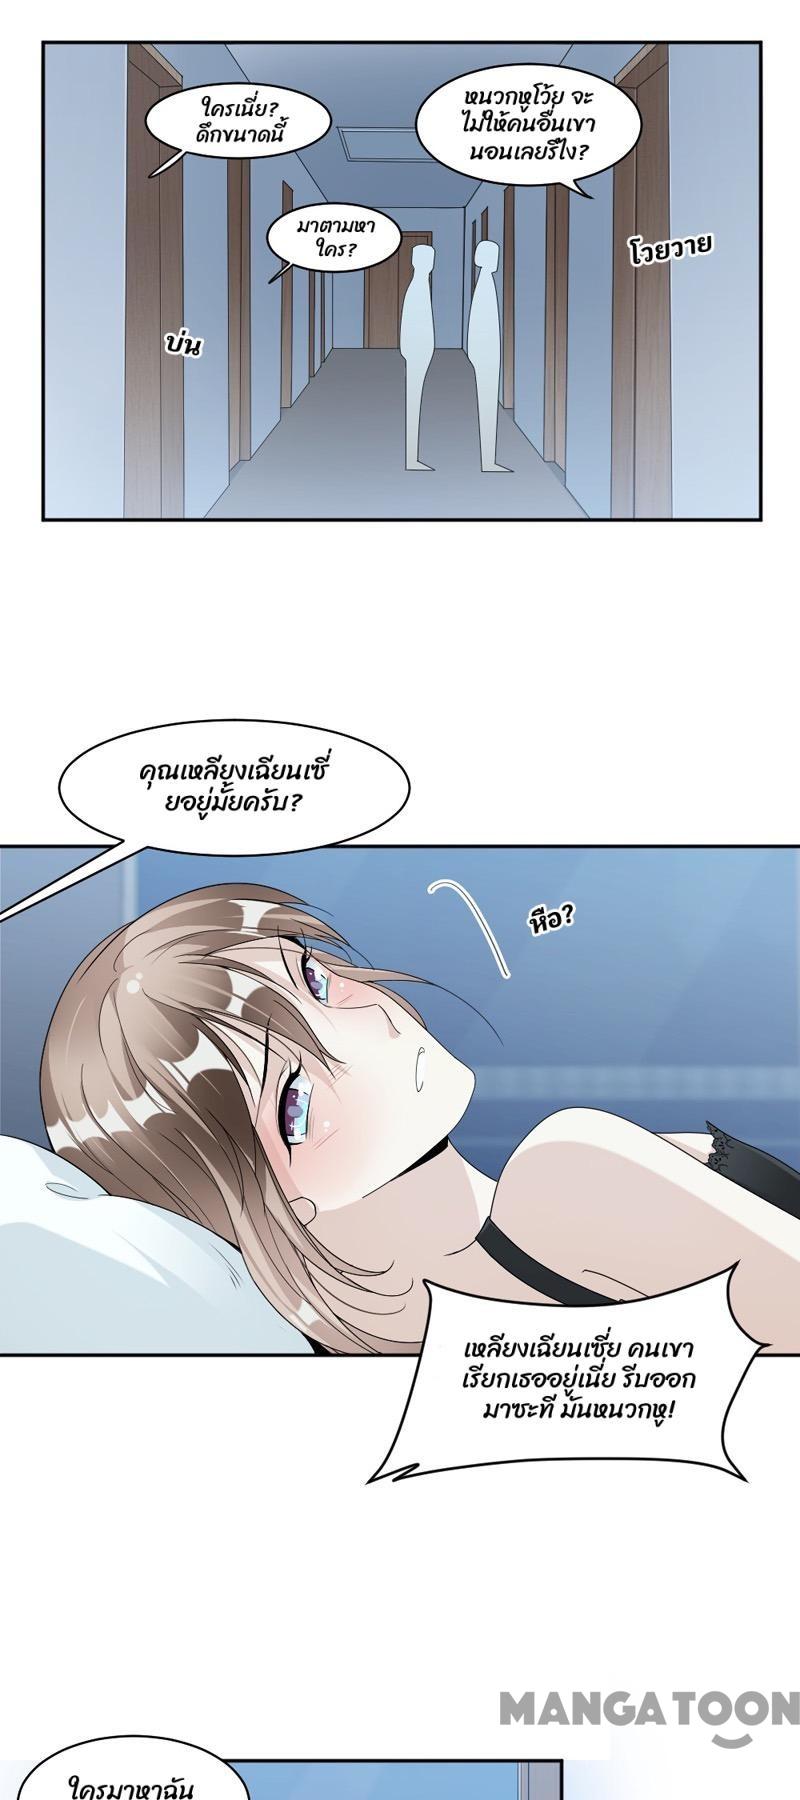 ใครเนี่ย?
ดึกขนาดนี้
หนวกหูโว้ย จะ
ไม่ให้คนอื่นเขา
นอนเลยรึไง?
มาตามหา
ใคร?
โวยวาย
บ่น
คุณเหลียงเฉียนเซี่
ยอยู่มั้ยครับ?
หือ?
เหลียงเฉียนเซี่ย คนเขา
เรียกเธออยู่เนี่ย รีบออก
มาซะที มันหนวกหู!
MANGATOON
ใครมาหาฉัน